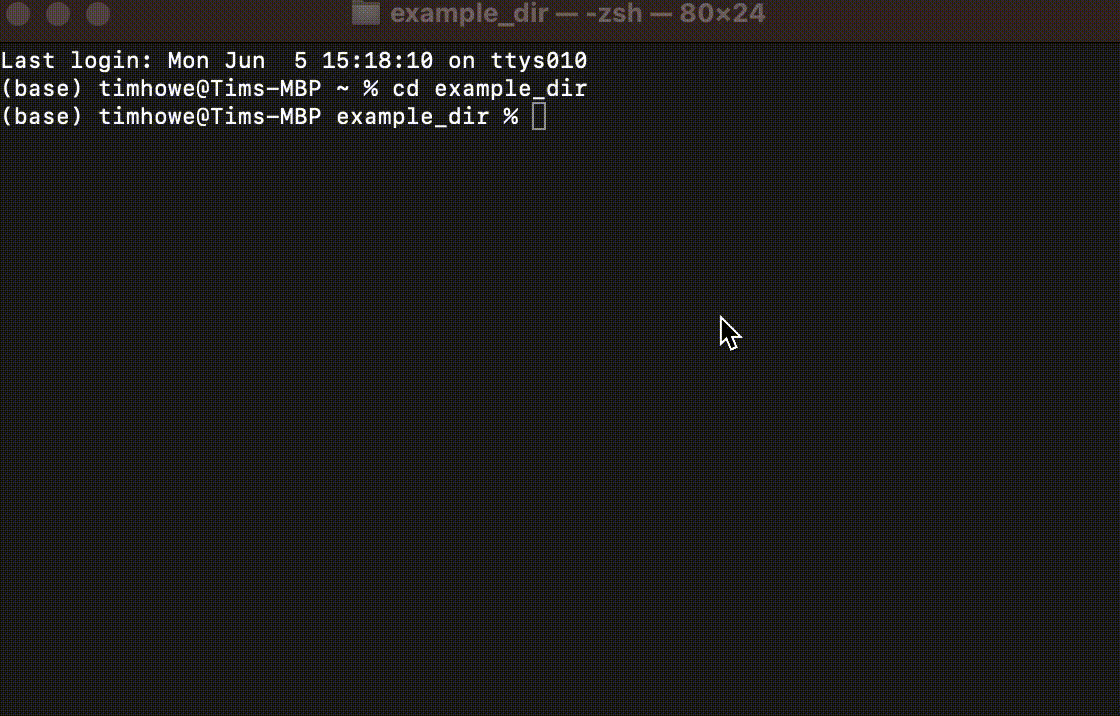 example_dir — -zsh — 80×24
Last login: Mon Jun  5 15:18:10 on ttys010
(base) timhowe@Tims-MBP ~ % cd example_dir
(base) timhowe@Tims-MBP example_dir %